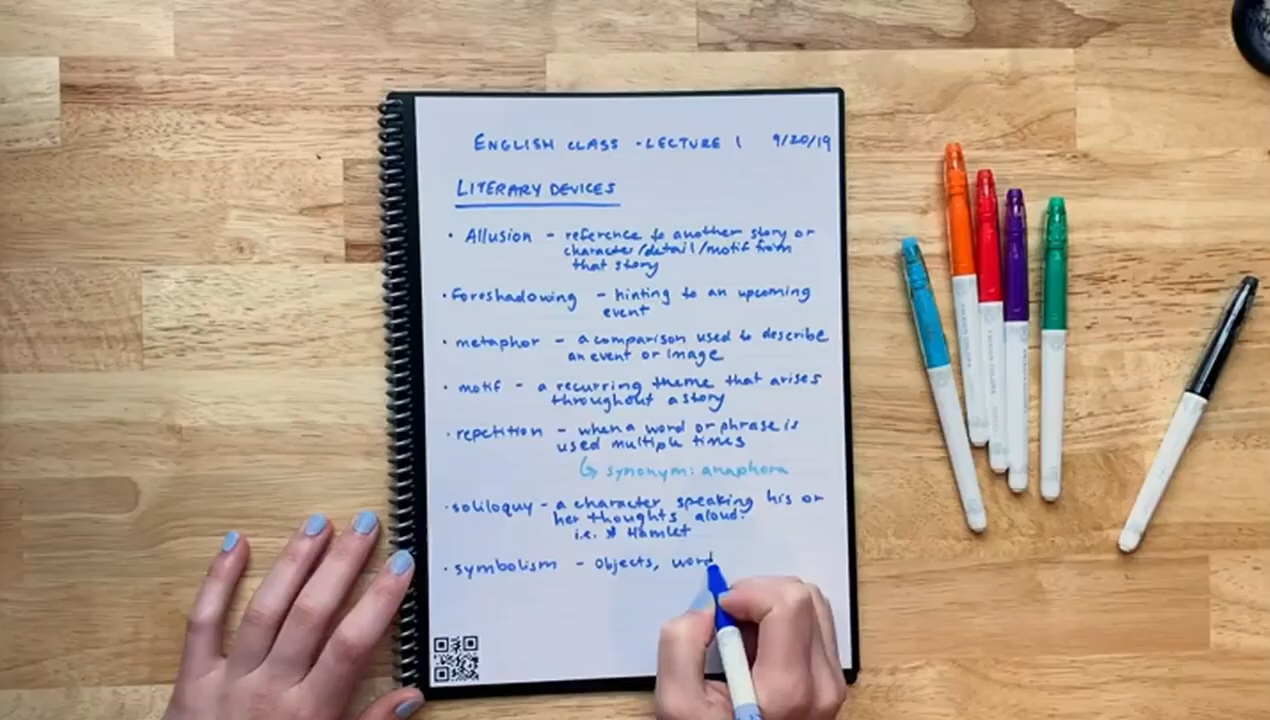 ENGLISH CLASS - LECTURE 1 9/20/19
LITERARY DEVICES
• Allusion - reference to another story or
character/detail/motif from
that story
• Foreshadowing - hinting to an upcoming
event
• metaphor - a comparison used to describe
an event or image
• motif - a recurring theme that arises
throughout a story
• repetition - when a word or phrase is
used multiple times
↳ synonym: anaphora
• soliloquy - a character speaking his or
her thoughts aloud.
i.e. Hamlet
• symbolism - objects, word